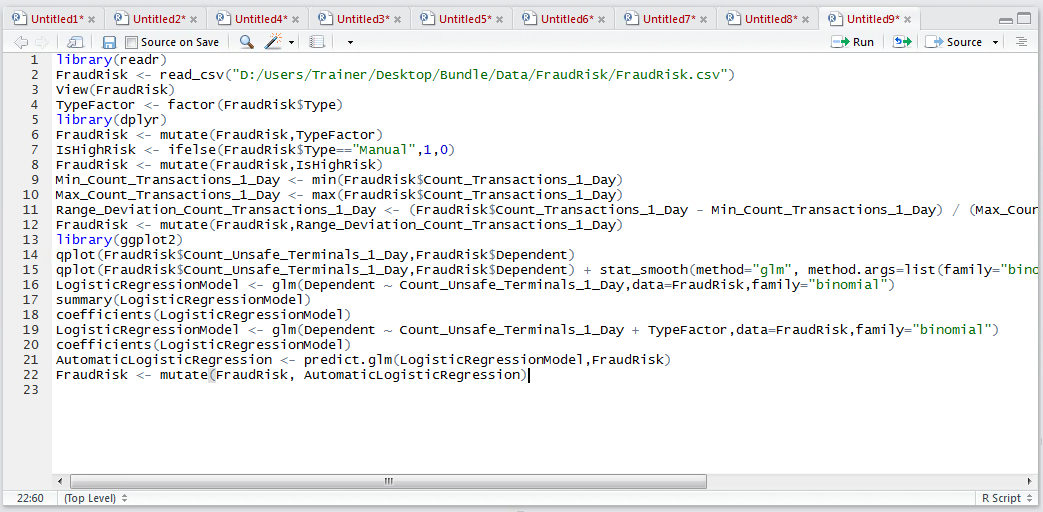 Untitled1* Untitled2* Untitled4* Untitled3* Untitled5* Untitled6* Untitled7* Untitled8* Untitled9*
Source on Save Run Source
1 library(readr)
2 FraudRisk <- read_csv("D:/Users/Trainer/Desktop/Bundle/Data/FraudRisk/FraudRisk.csv")
3 View(FraudRisk)
4 TypeFactor <- factor(FraudRisk$Type)
5 library(dplyr)
6 FraudRisk <- mutate(FraudRisk,TypeFactor)
7 IsHighRisk <- ifelse(FraudRisk$Type=="Manual",1,0)
8 FraudRisk <- mutate(FraudRisk,IsHighRisk)
9 Min_Count_Transactions_1_Day <- min(FraudRisk$Count_Transactions_1_Day)
10 Max_Count_Transactions_1_Day <- max(FraudRisk$Count_Transactions_1_Day)
11 Range_Deviation_Count_Transactions_1_Day <- (FraudRisk$Count_Transactions_1_Day - Min_Count_Transactions_1_Day) / (Max_Cou
12 FraudRisk <- mutate(FraudRisk,Range_Deviation_Count_Transactions_1_Day)
13 library(ggplot2)
14 qplot(FraudRisk$Count_Unsafe_Terminals_1_Day,FraudRisk$Dependent)
15 qplot(FraudRisk$Count_Unsafe_Terminals_1_Day,FraudRisk$Dependent) + stat_smooth(method="glm", method.args=list(family="bino
16 LogisticRegressionModel <- glm(Dependent ~ Count_Unsafe_Terminals_1_Day,data=FraudRisk,family="binomial")
17 summary(LogisticRegressionModel)
18 coefficients(LogisticRegressionModel)
19 LogisticRegressionModel <- glm(Dependent ~ Count_Unsafe_Terminals_1_Day + TypeFactor,data=FraudRisk,family="binomial")
20 coefficients(LogisticRegressionModel)
21 AutomaticLogisticRegression <- predict.glm(LogisticRegressionModel,FraudRisk)
22 FraudRisk <- mutate(FraudRisk, AutomaticLogisticRegression)
23
22:60 (Top Level) R Script